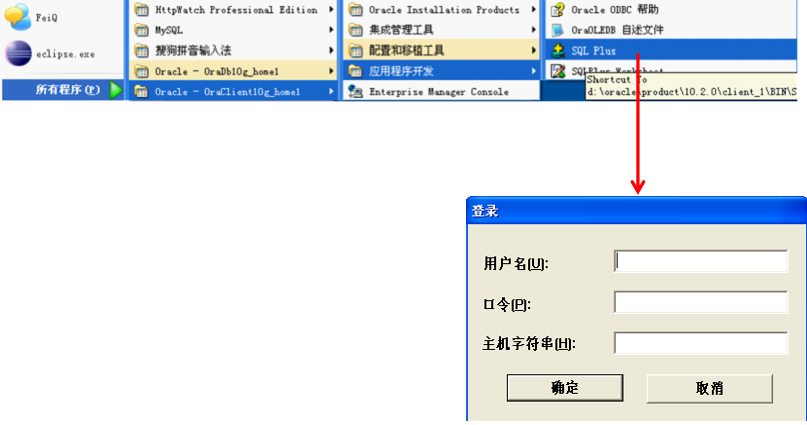 FeiQ
eclipse.exe
所有程序(P)
HttpWatch Professional Edition
MySQL
搜狗拼音输入法
Oracle - OraDb10g_home1
Oracle - OraClient10g_home1
Oracle Installation Products
集成管理工具
配置和移植工具
应用程序开发
Enterprise Manager Console
Oracle ODBC 帮助
OraOLEDB 自述文件
SQL Plus
SQLPlus Worksheet
Shortcut To
d:\oracle\product\10.2.0\client_1\BIN\S
登录
用户名(U):
口令(P):
主机字符串(H):
确定
取消